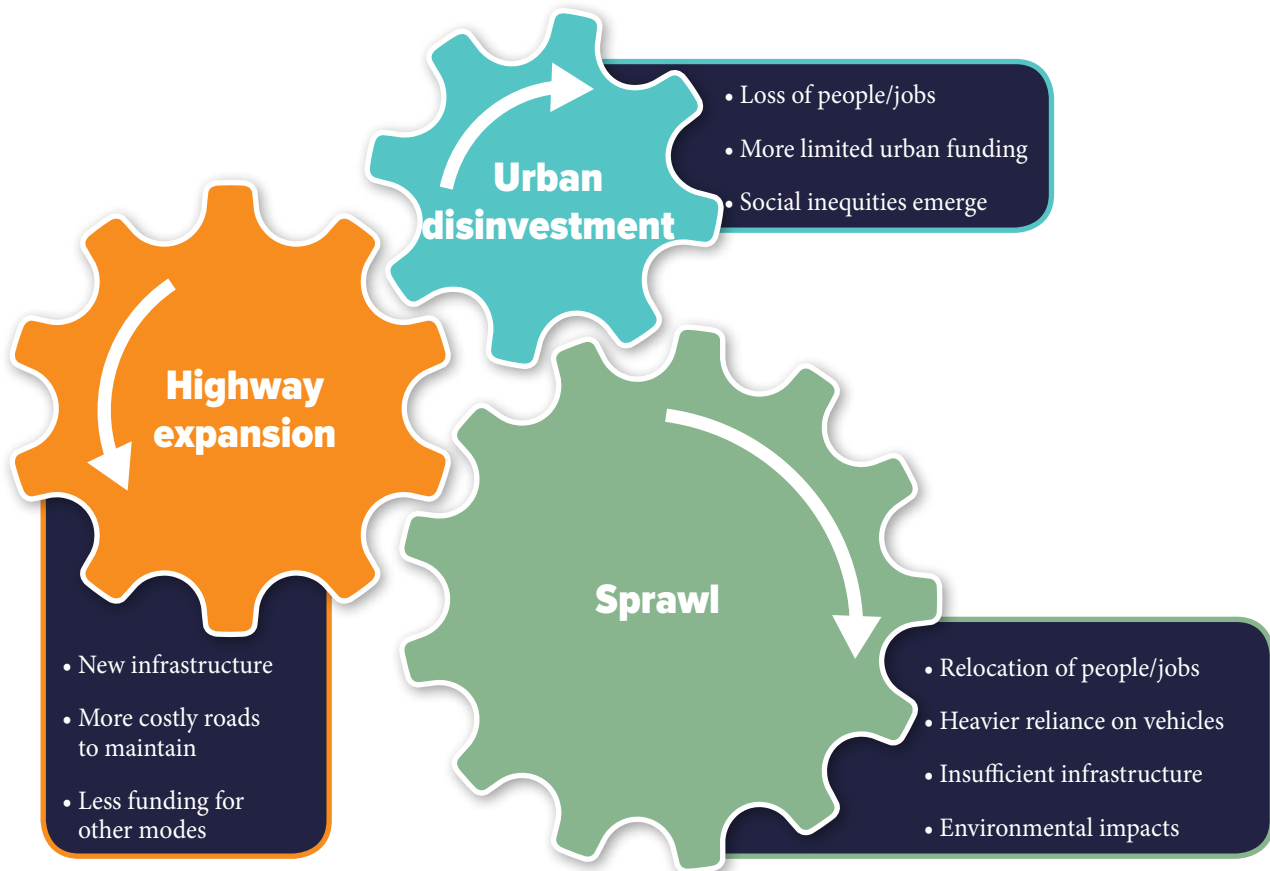 Urban
disinvestment
• Loss of people/jobs
• More limited urban funding
• Social inequities emerge
Highway
expansion
• New infrastructure
• More costly roads
to maintain
• Less funding for
other modes
Sprawl
• Relocation of people/jobs
• Heavier reliance on vehicles
• Insufficient infrastructure
• Environmental impacts